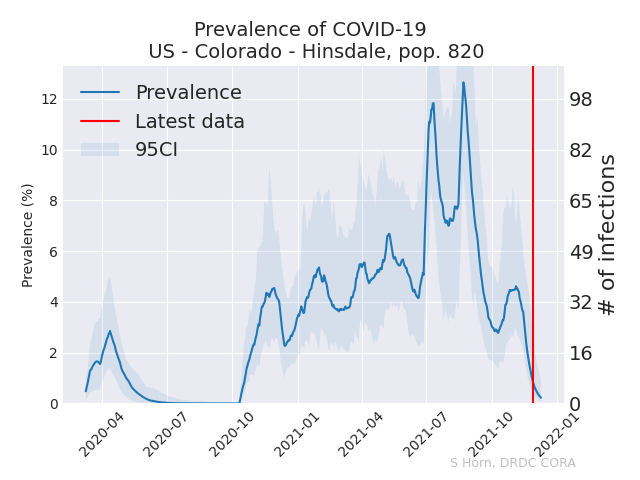 Prevalence of COVID-19
US - Colorado - Hinsdale, pop. 820
Prevalence
Latest data
95CI
Prevalence (%)
12
10
8
6
4
2
0
98
82
65
49
32
16
0
# of infections
2020-04
2020-07
2020-10
2021-01
2021-04
2021-07
2021-10
2022-01
S Horn, DRDC CORA